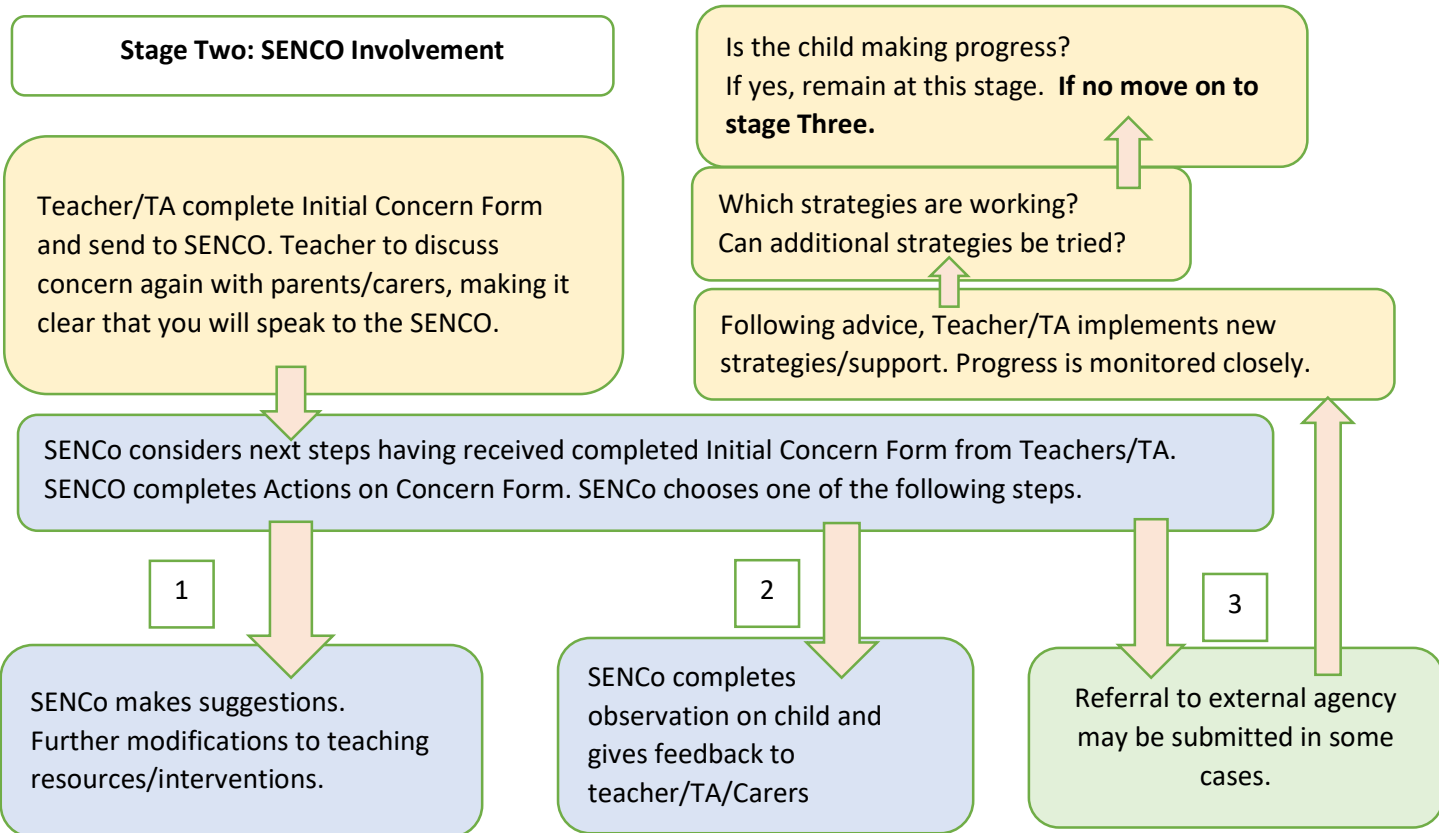 Stage Two: SENCO Involvement
Teacher/TA complete Initial Concern Form
and send to SENCO. Teacher to discuss
concern again with parents/carers, making it
clear that you will speak to the SENCO.
SENCo considers next steps having received completed Initial Concern Form from Teachers/TA.
SENCO completes Actions on Concern Form. SENCo chooses one of the following steps.
1
SENCo makes suggestions.
Further modifications to teaching
resources/interventions.
2
SENCo completes
observation on child and
gives feedback to
teacher/TA/Carers
3
Referral to external agency
may be submitted in some
cases.
Following advice, Teacher/TA implements new
strategies/support. Progress is monitored closely.
Which strategies are working?
Can additional strategies be tried?
Is the child making progress?
If yes, remain at this stage. If no move on to
stage Three.